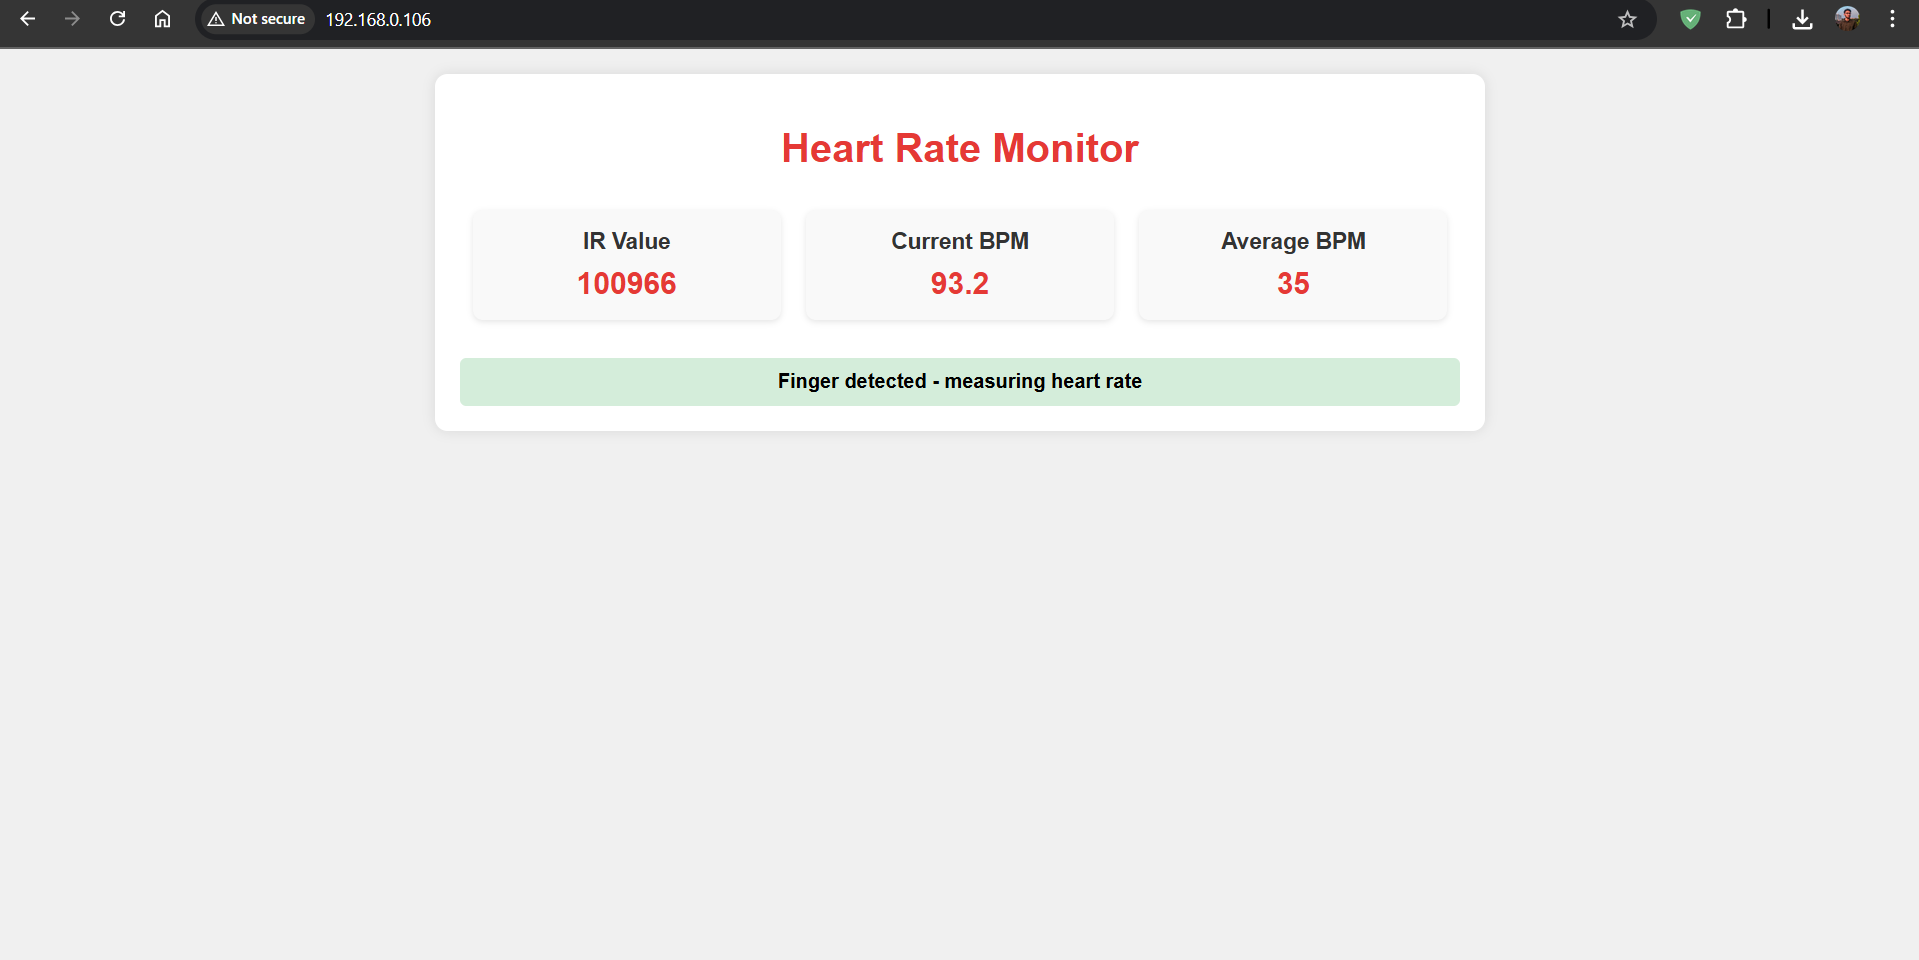 Not secure 192.168.0.106
Heart Rate Monitor
IR Value
100966
Current BPM
93.2
Average BPM
35
Finger detected - measuring heart rate